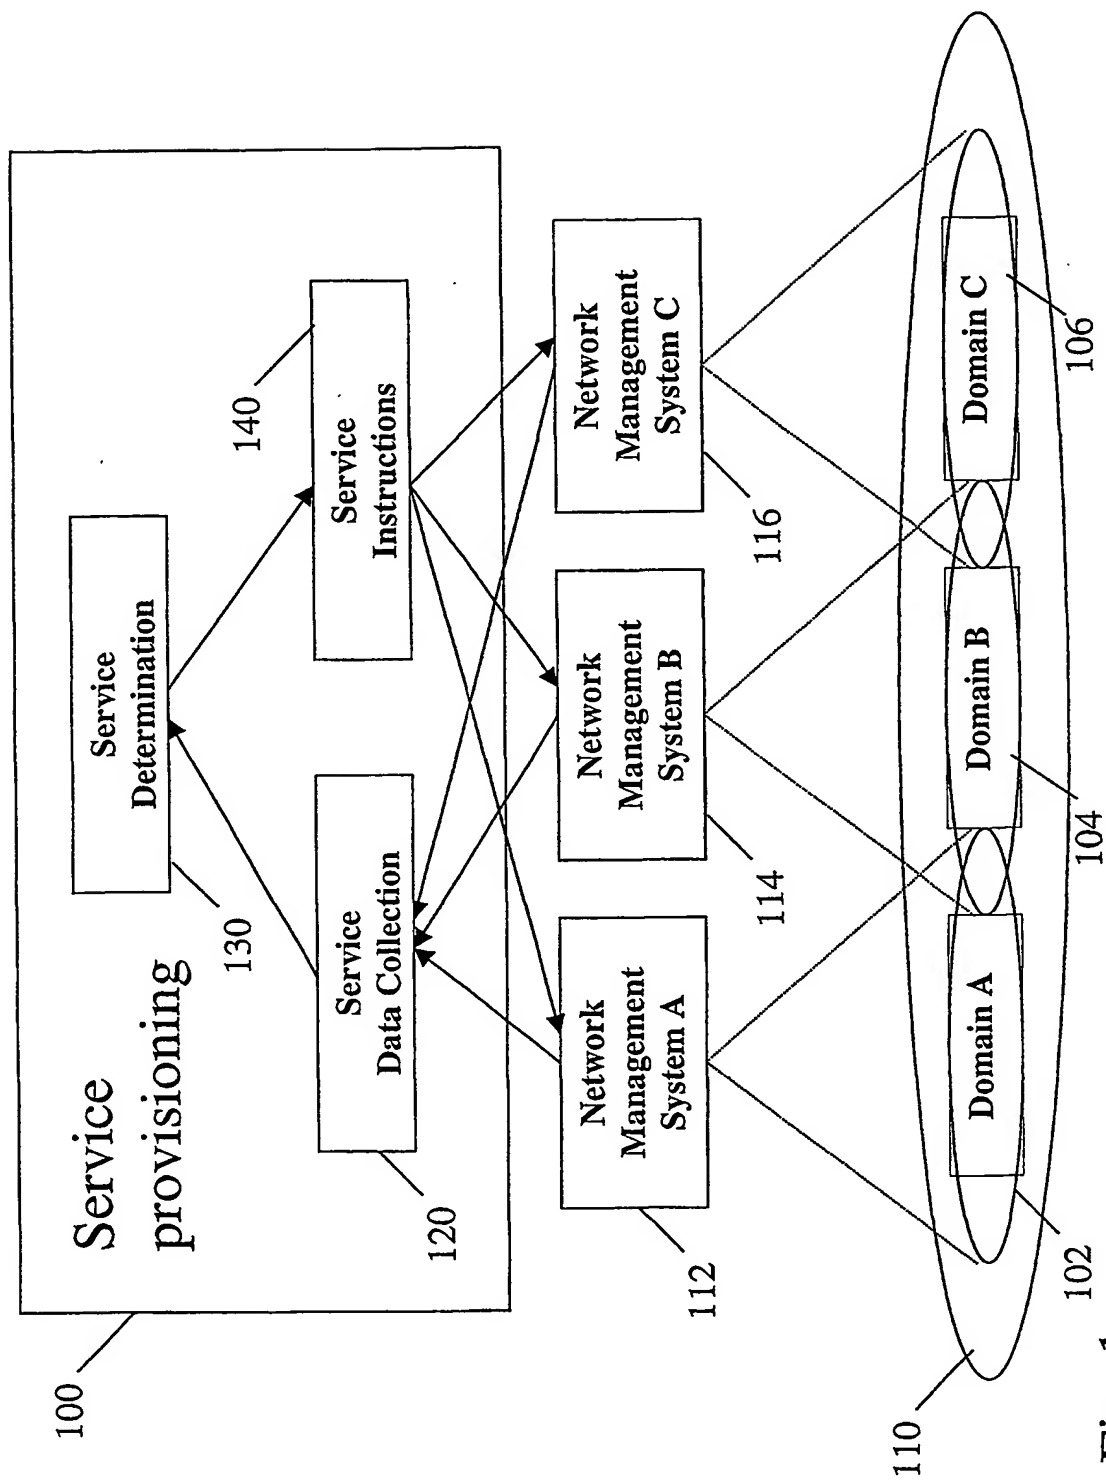 100
Service
provisioning
Service
Determination
130
140
Service
Data Collection
120
Service
Instructions
Network
Management
System A
112
Network
Management
System B
114
Network
Management
System C
116
110
Domain A
102
Domain B
104
Domain C
106